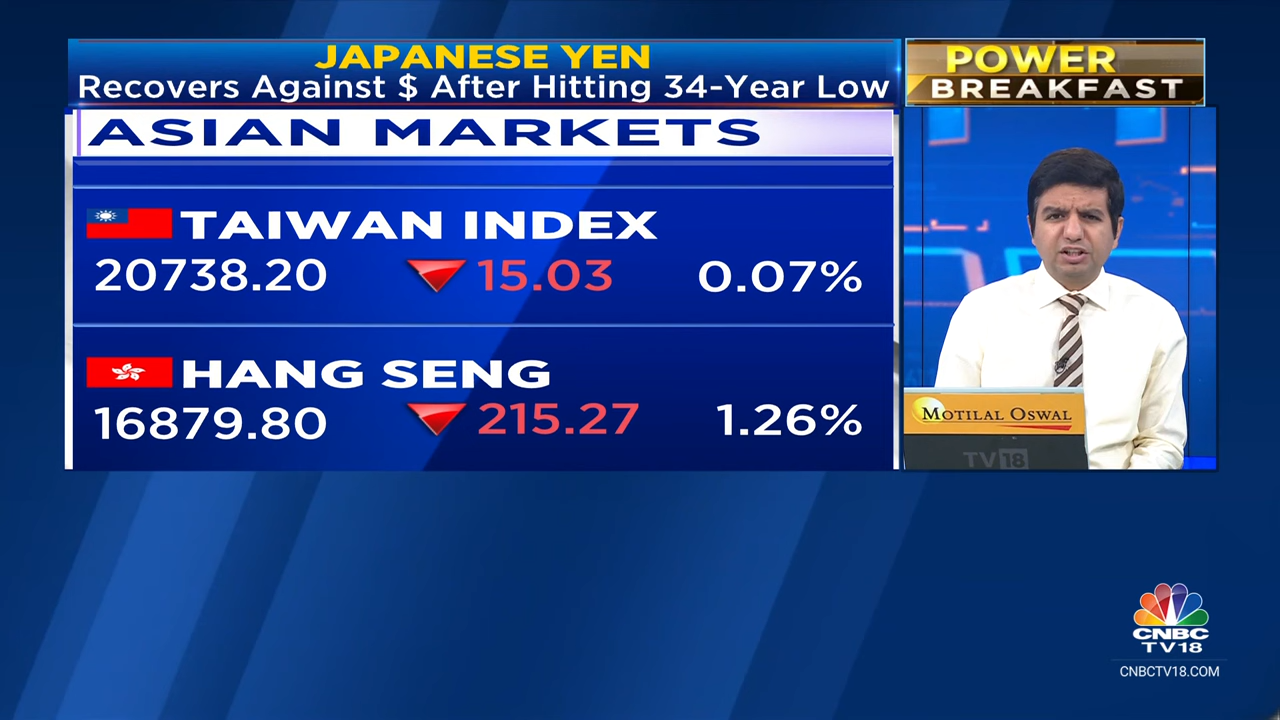 JAPANESE YEN
Recovers Against $ After Hitting 34-Year Low
POWER
BREAKFAST
ASIAN MARKETS
TAIWAN INDEX
20738.20 15.03 0.07%
HANG SENG
16879.80 215.27 1.26%
MOTILAL OSWAL
TV18
CNBC
TV18
CNBCTV18.COM